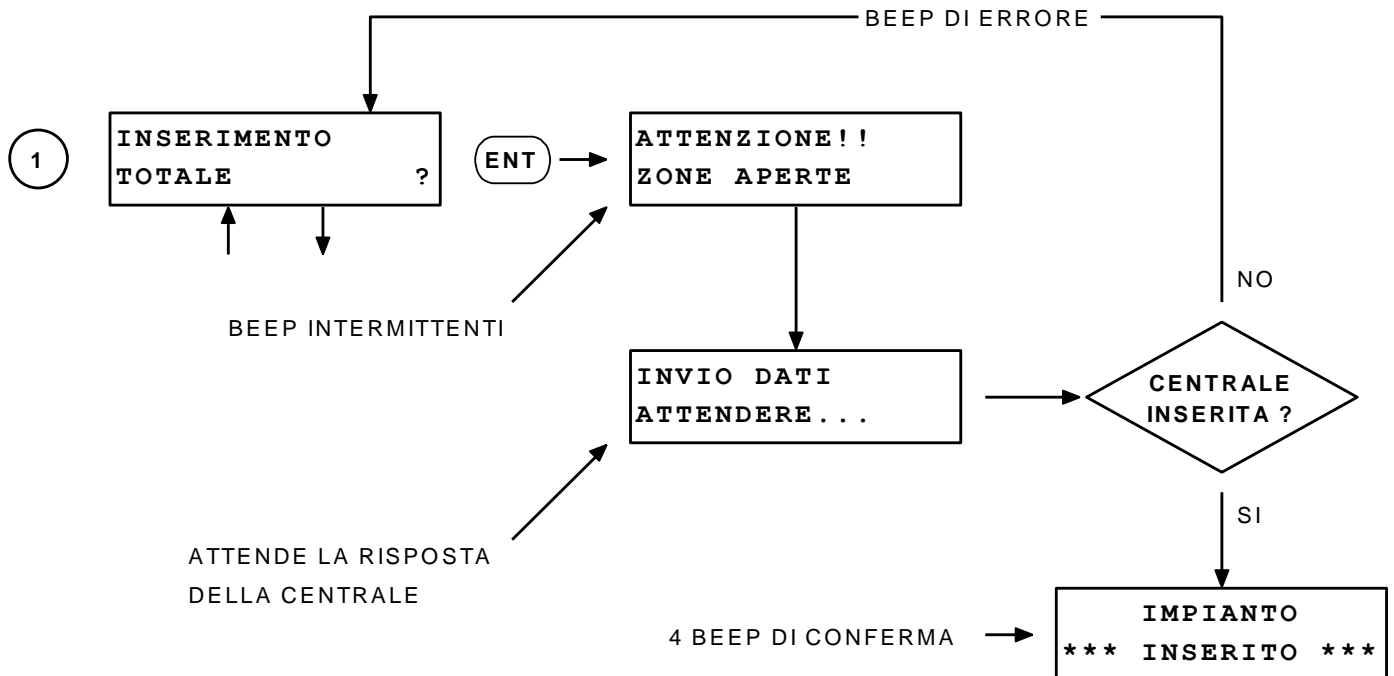 BEEP DI ERRORE
1
INSERIMENTO
TOTALE ?
ENT
ATTENZIONE!!
ZONE APERTE
NO
BEEP INTERMITTENTI
INVIO DATI
ATTENDERE...
CENTRALE
INSERITA ?
SI
ATTENDE LA RISPOSTA
DELLA CENTRALE
4 BEEP DI CONFERMA
IMPIANTO
*** INSERITO ***